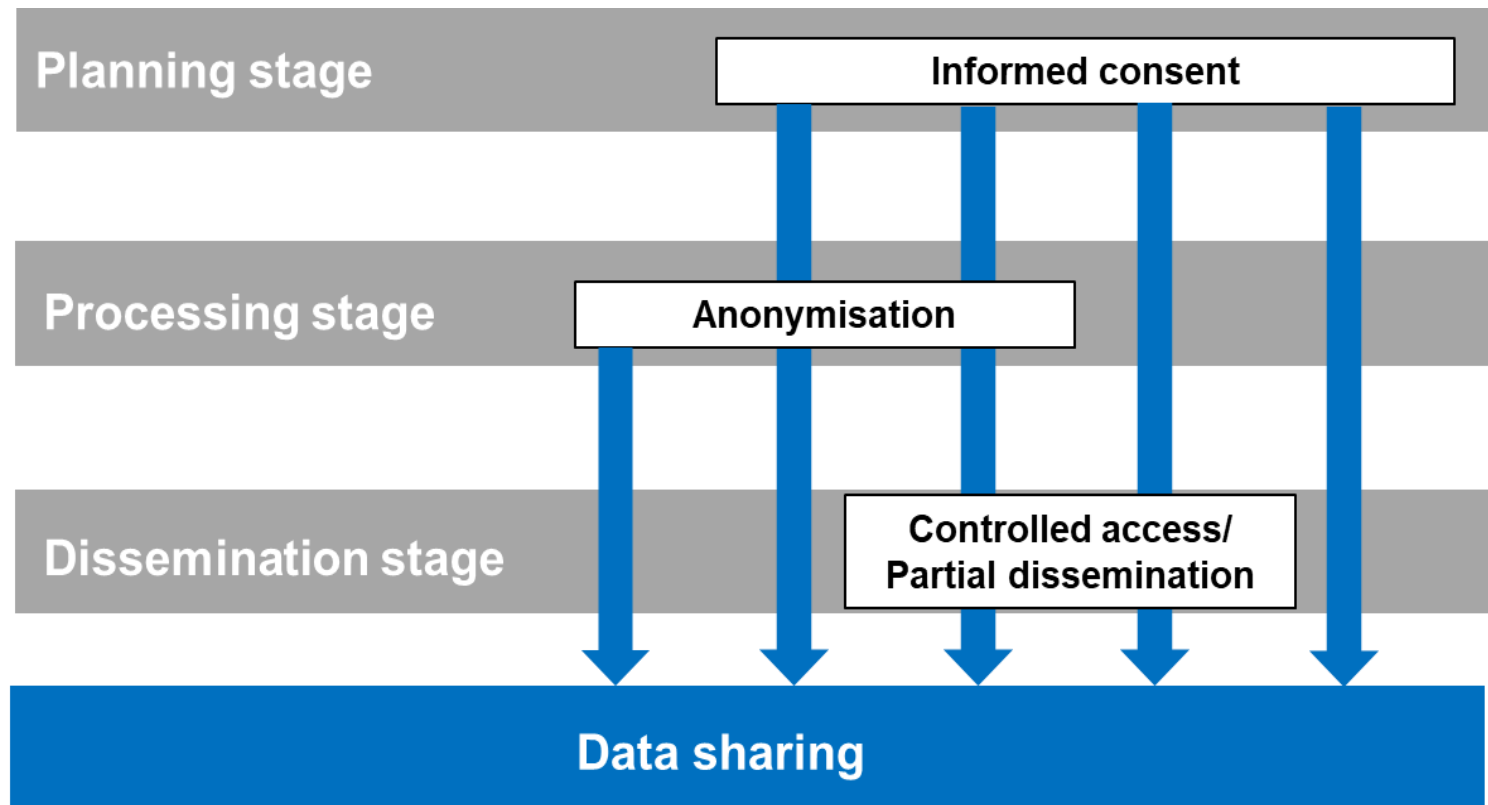 Planning stage
Informed consent
Processing stage
Anonymisation
Dissemination stage
Controlled access/
Partial dissemination
Data sharing